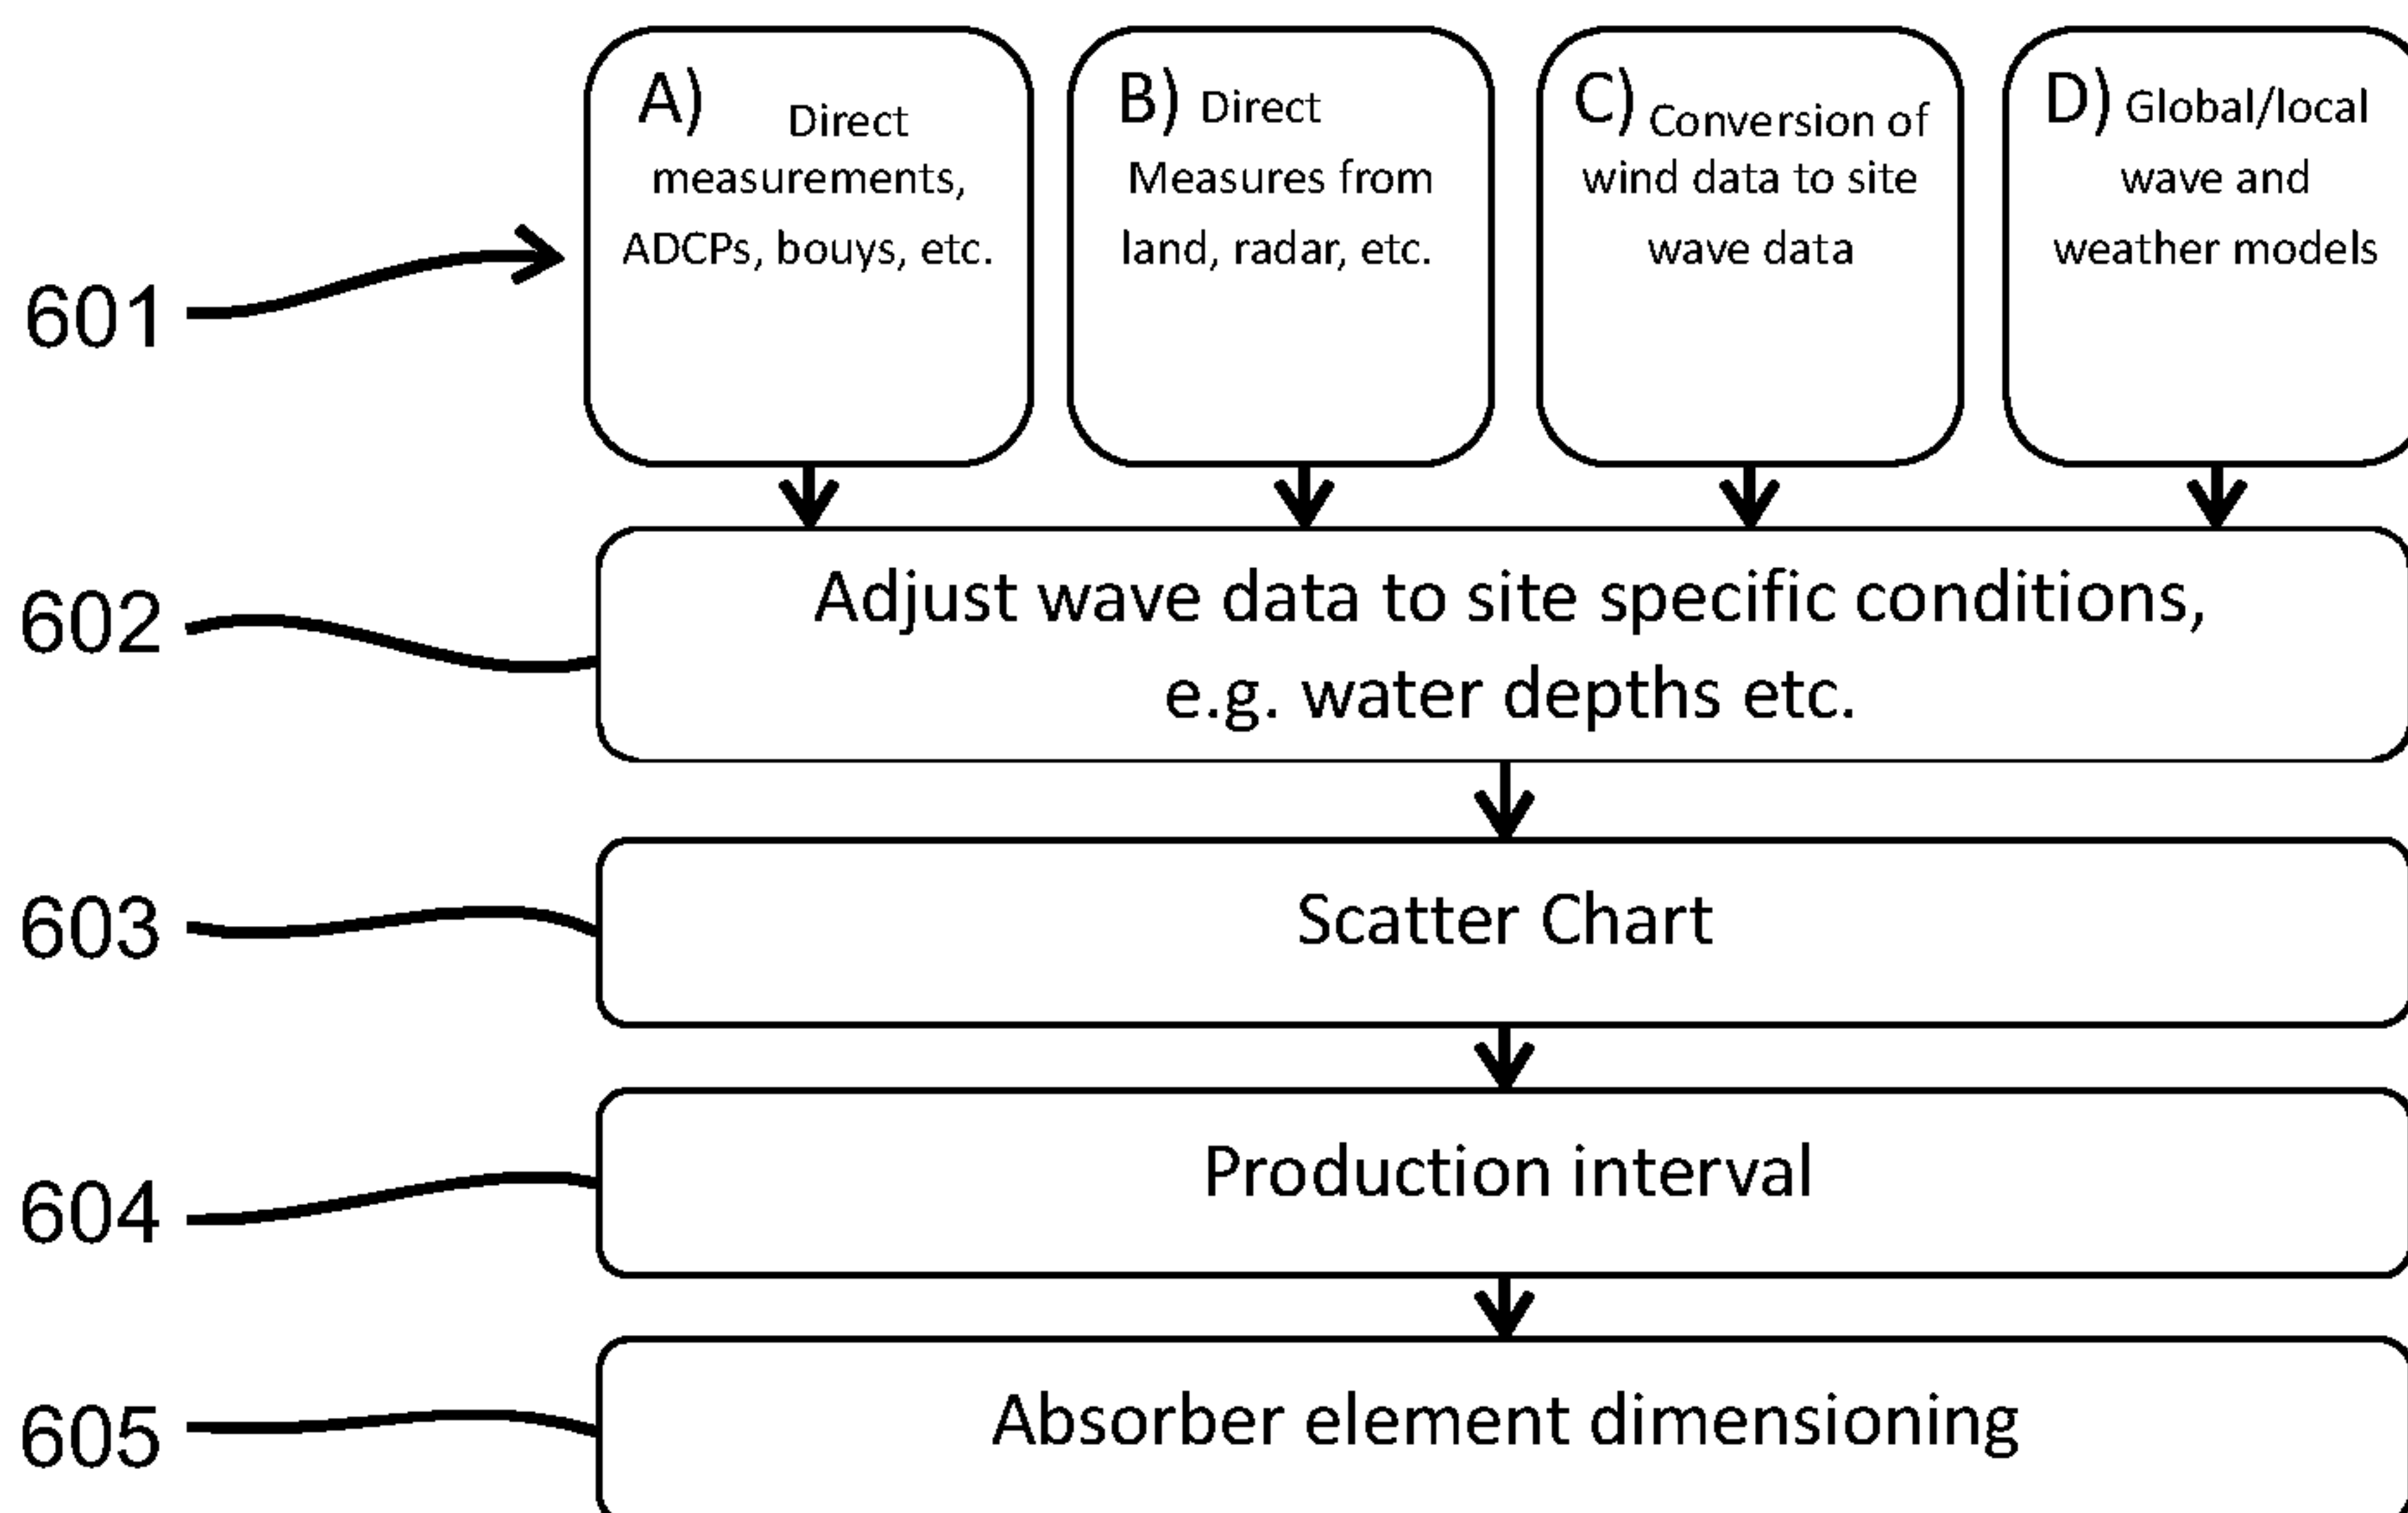 A) Direct
measurements,
ADCPs, bouys, etc.
B) Direct
Measures from
land, radar, etc.
C) Conversion of
wind data to site
wave data
D) Global/local
wave and
weather models
601
602
Adjust wave data to site specific conditions,
e.g. water depths etc.
603
Scatter Chart
604
Production interval
605
Absorber element dimensioning